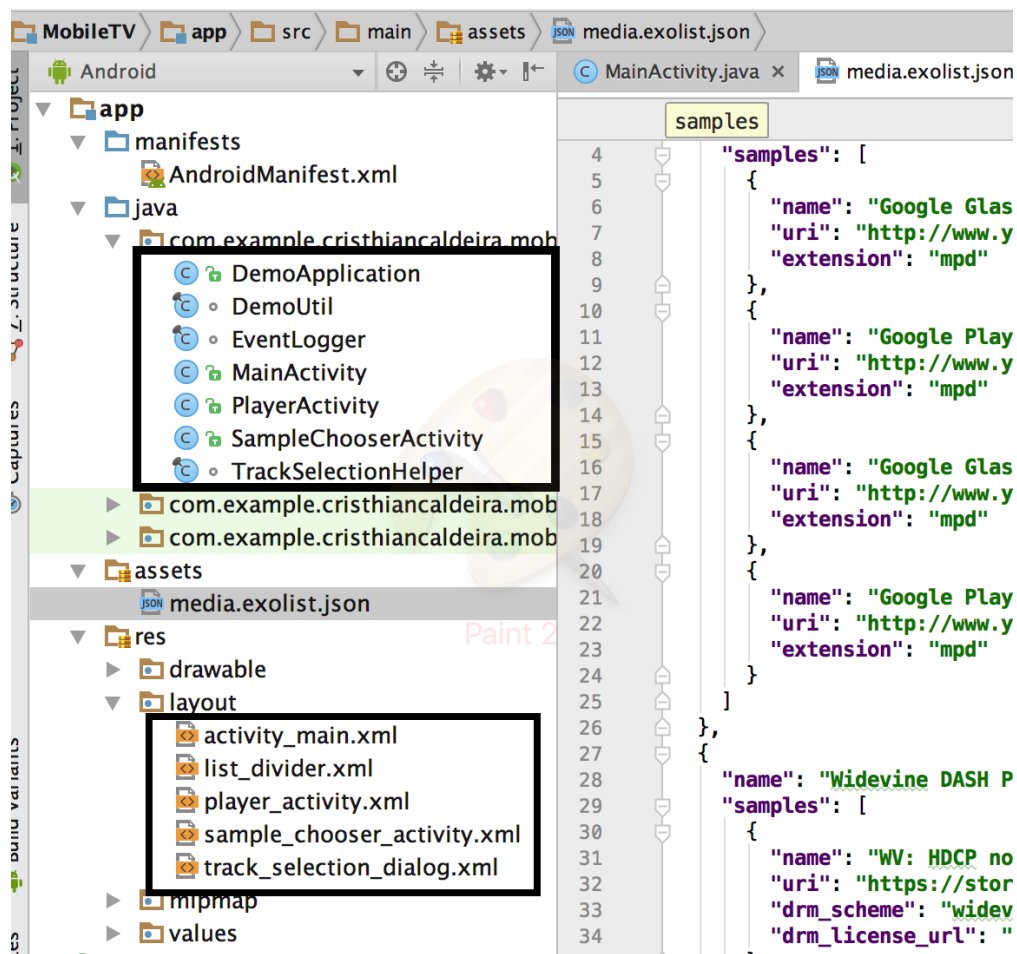 MobileTV app src main assets media.exolist.json
Android
MainActivity.java × media.exolist.json
1: Project
7: Structure
Captures
Build Variants
app
manifests
AndroidManifest.xml
java
com.example.cristhiancaldeira.mob
DemoApplication
DemoUtil
EventLogger
MainActivity
PlayerActivity
SampleChooserActivity
TrackSelectionHelper
com.example.cristhiancaldeira.mob
com.example.cristhiancaldeira.mob
assets
media.exolist.json
res
drawable
layout
activity_main.xml
list_divider.xml
player_activity.xml
sample_chooser_activity.xml
track_selection_dialog.xml
mipmap
values
Paint 2
samples
4 "samples": [
5 {
6 "name": "Google Glas
7 "uri": "http://www.y
8 "extension": "mpd"
9 },
10 {
11 "name": "Google Play
12 "uri": "http://www.y
13 "extension": "mpd"
14 },
15 {
16 "name": "Google Glas
17 "uri": "http://www.y
18 "extension": "mpd"
19 },
20 {
21 "name": "Google Play
22 "uri": "http://www.y
23 "extension": "mpd"
24 }
25 ]
26 },
27 {
28 "name": "Widevine DASH P
29 "samples": [
30 {
31 "name": "WV: HDCP no
32 "uri": "https://stor
33 "drm_scheme": "widev
34 "drm_license_url": "